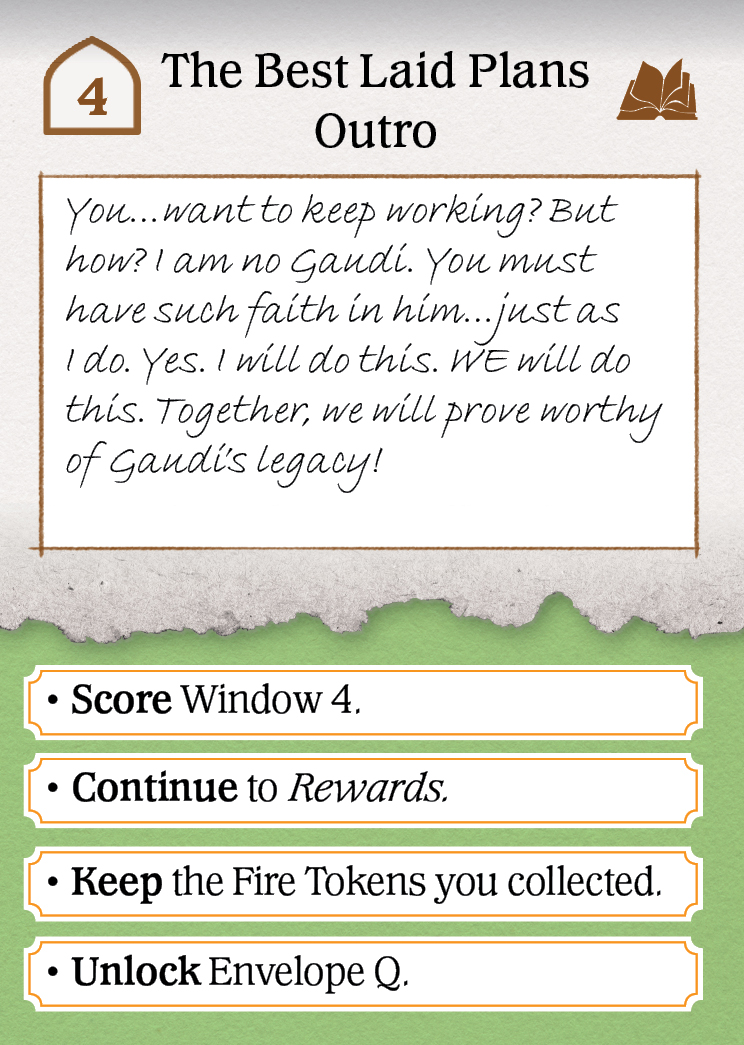 4
The Best Laid Plans
Outro
You...want to keep working? But
how? I am no Gaudí. You must
have such faith in him...just as
I do. Yes. I will do this. WE will do
this. Together, we will prove worthy
of Gaudí's legacy!
• Score Window 4.
• Continue to Rewards.
• Keep the Fire Tokens you collected.
• Unlock Envelope Q.